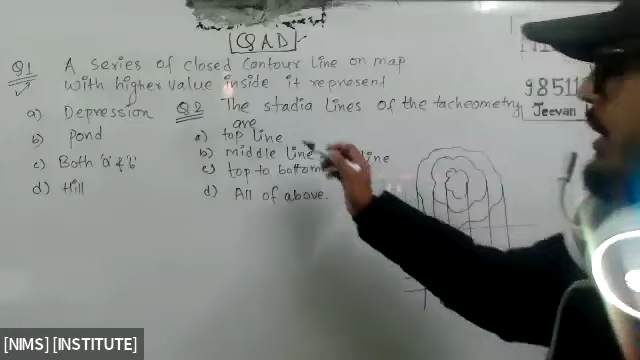 QAD
Q1 A series of closed Contour line on map
with higher value inside it represent
a) Depression
b) pond
c) Both 'a' & 'b'
d) Hill
Q2 The stadia lines of the tacheometry
are
a) top line
b) middle line
line
c) top to bottom
d) All of above.
98511
Jeevan
[NIMS] [INSTITUTE]